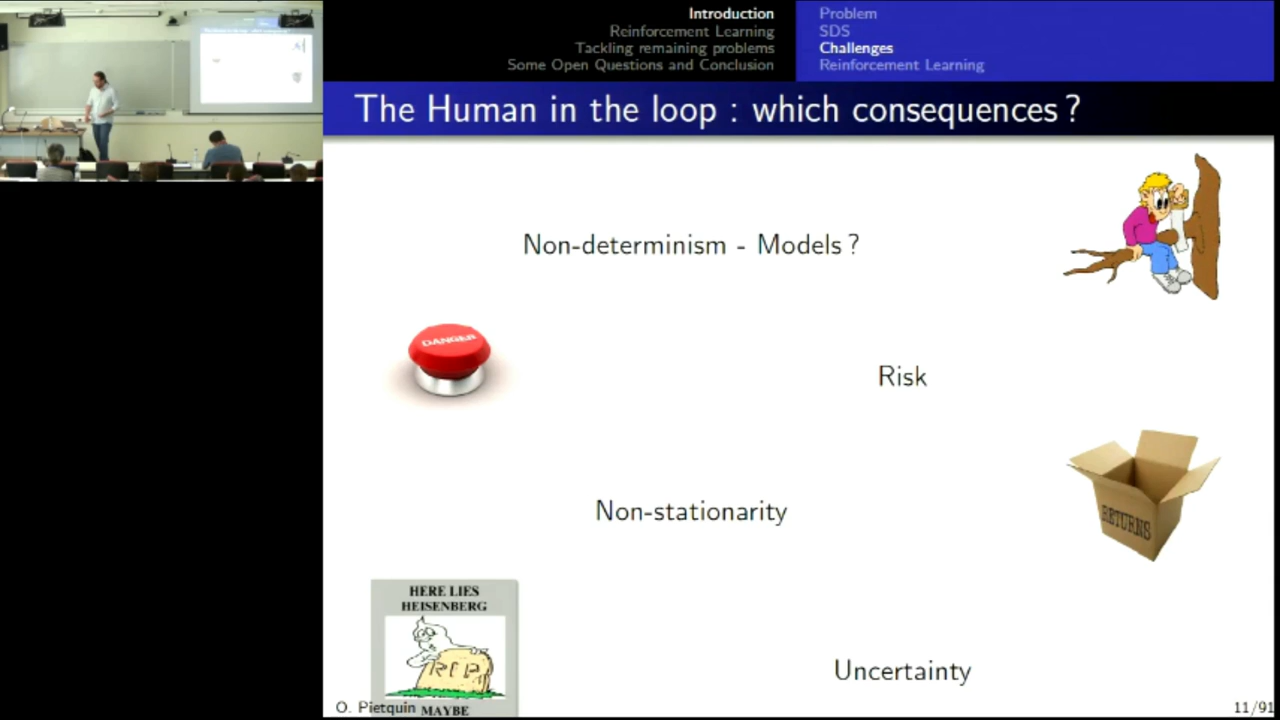 Introduction
Reinforcement Learning
Tackling remaining problems
Some Open Questions and Conclusion
Problem
SDS
Challenges
Reinforcement Learning
The Human in the loop : which consequences ?
Non-determinism - Models ?
DANGER
Risk
Non-stationarity
RETURNS
HERE LIES
HEISENBERG
R.I.P.
MAYBE
Uncertainty
O. Pietquin
11/91